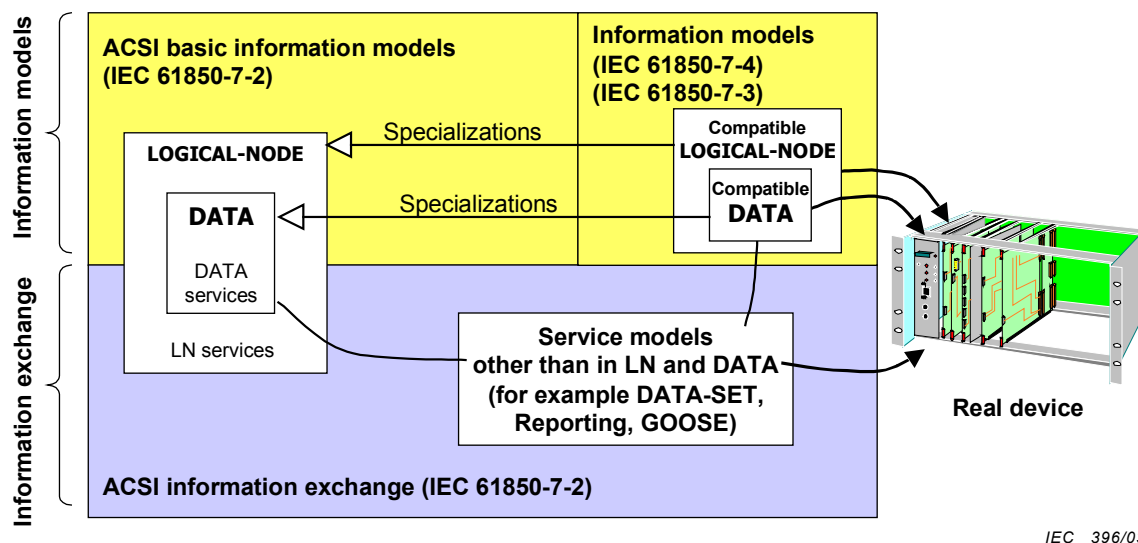 Information models
Information exchange
ACSI basic information models
(IEC 61850-7-2)
Information models
(IEC 61850-7-4)
(IEC 61850-7-3)
Specializations
Specializations
LOGICAL-NODE
DATA
DATA
services
LN services
Compatible
LOGICAL-NODE
Compatible
DATA
Service models
other than in LN and DATA
(for example DATA-SET,
Reporting, GOOSE)
Real device
ACSI information exchange (IEC 61850-7-2)
IEC 396/03